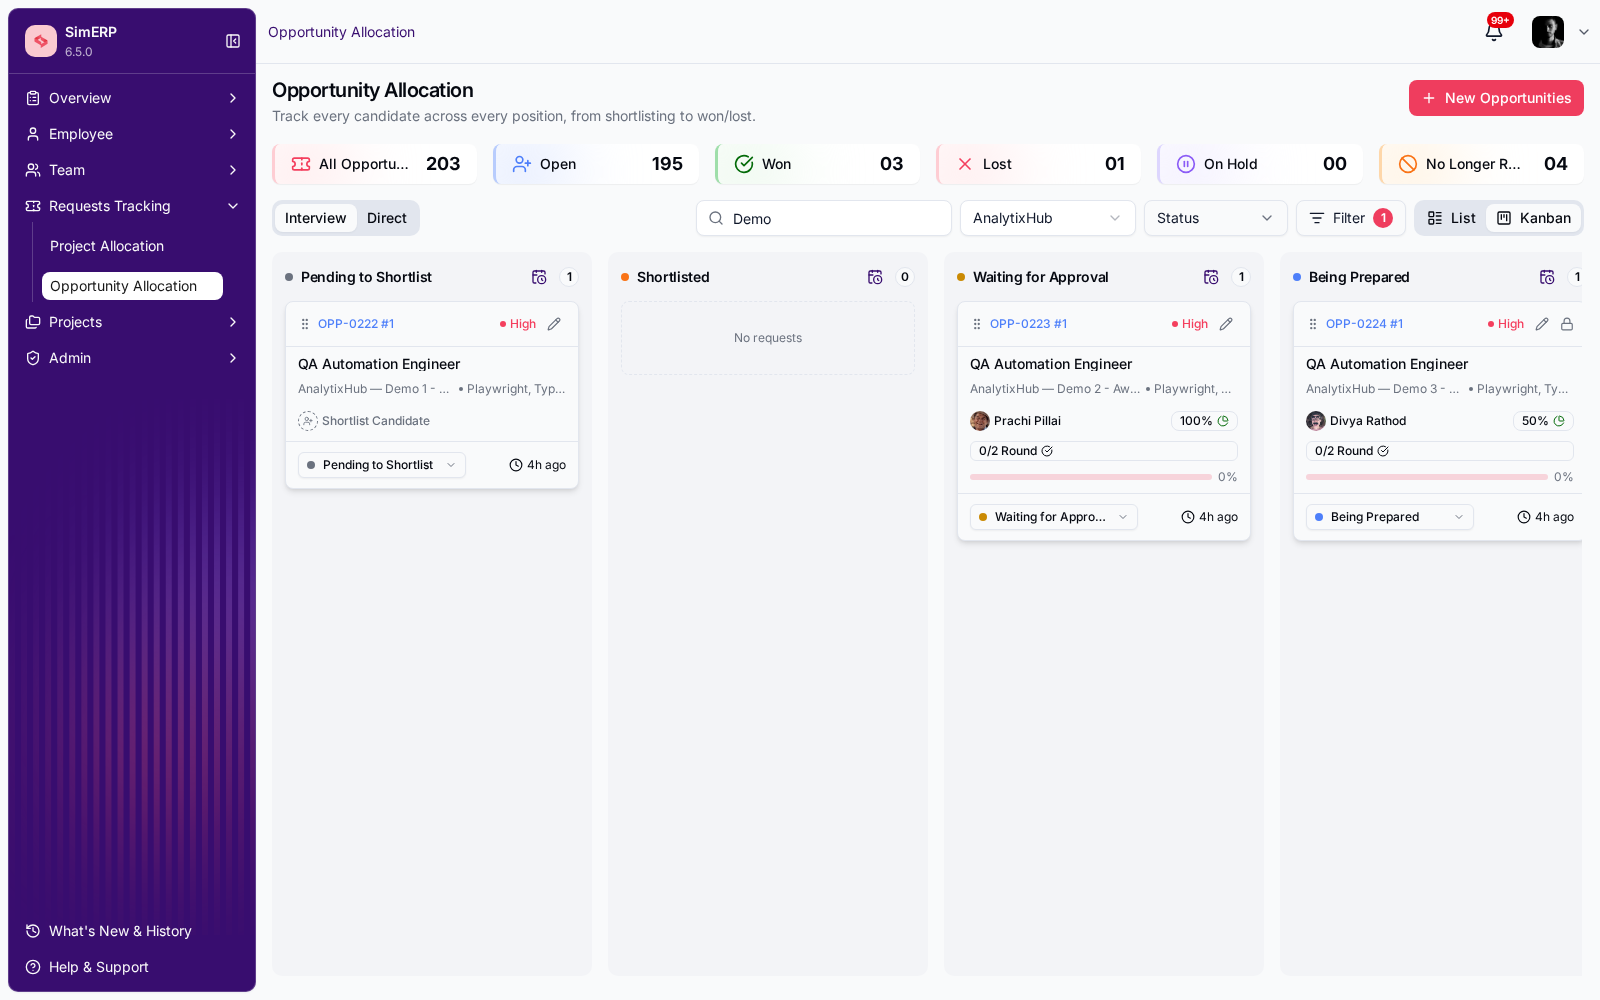 SimERP
6.5.0
Overview
Employee
Team
Requests Tracking
Project Allocation
Opportunity Allocation
Projects
Admin
What's New & History
Help & Support
Opportunity Allocation
99+
Opportunity Allocation
Track every candidate across every position, from shortlisting to won/lost.
New Opportunities
All Opportu... 203
Open 195
Won 03
Lost 01
On Hold 00
No Longer R... 04
Interview Direct
Demo
AnalytixHub
Status
Filter 1
List Kanban
Pending to Shortlist 1
OPP-0222 #1 High
QA Automation Engineer
AnalytixHub — Demo 1 - ... • Playwright, Typ...
Shortlist Candidate
Pending to Shortlist 4h ago
Shortlisted 0
No requests
Waiting for Approval 1
OPP-0223 #1 High
QA Automation Engineer
AnalytixHub — Demo 2 - Aw... • Playwright, ...
Prachi Pillai 100%
0/2 Round
0%
Waiting for Appro... 4h ago
Being Prepared 1
OPP-0224 #1 High
QA Automation Engineer
AnalytixHub — Demo 3 - ... • Playwright, Ty...
Divya Rathod 50%
0/2 Round
0%
Being Prepared 4h ago